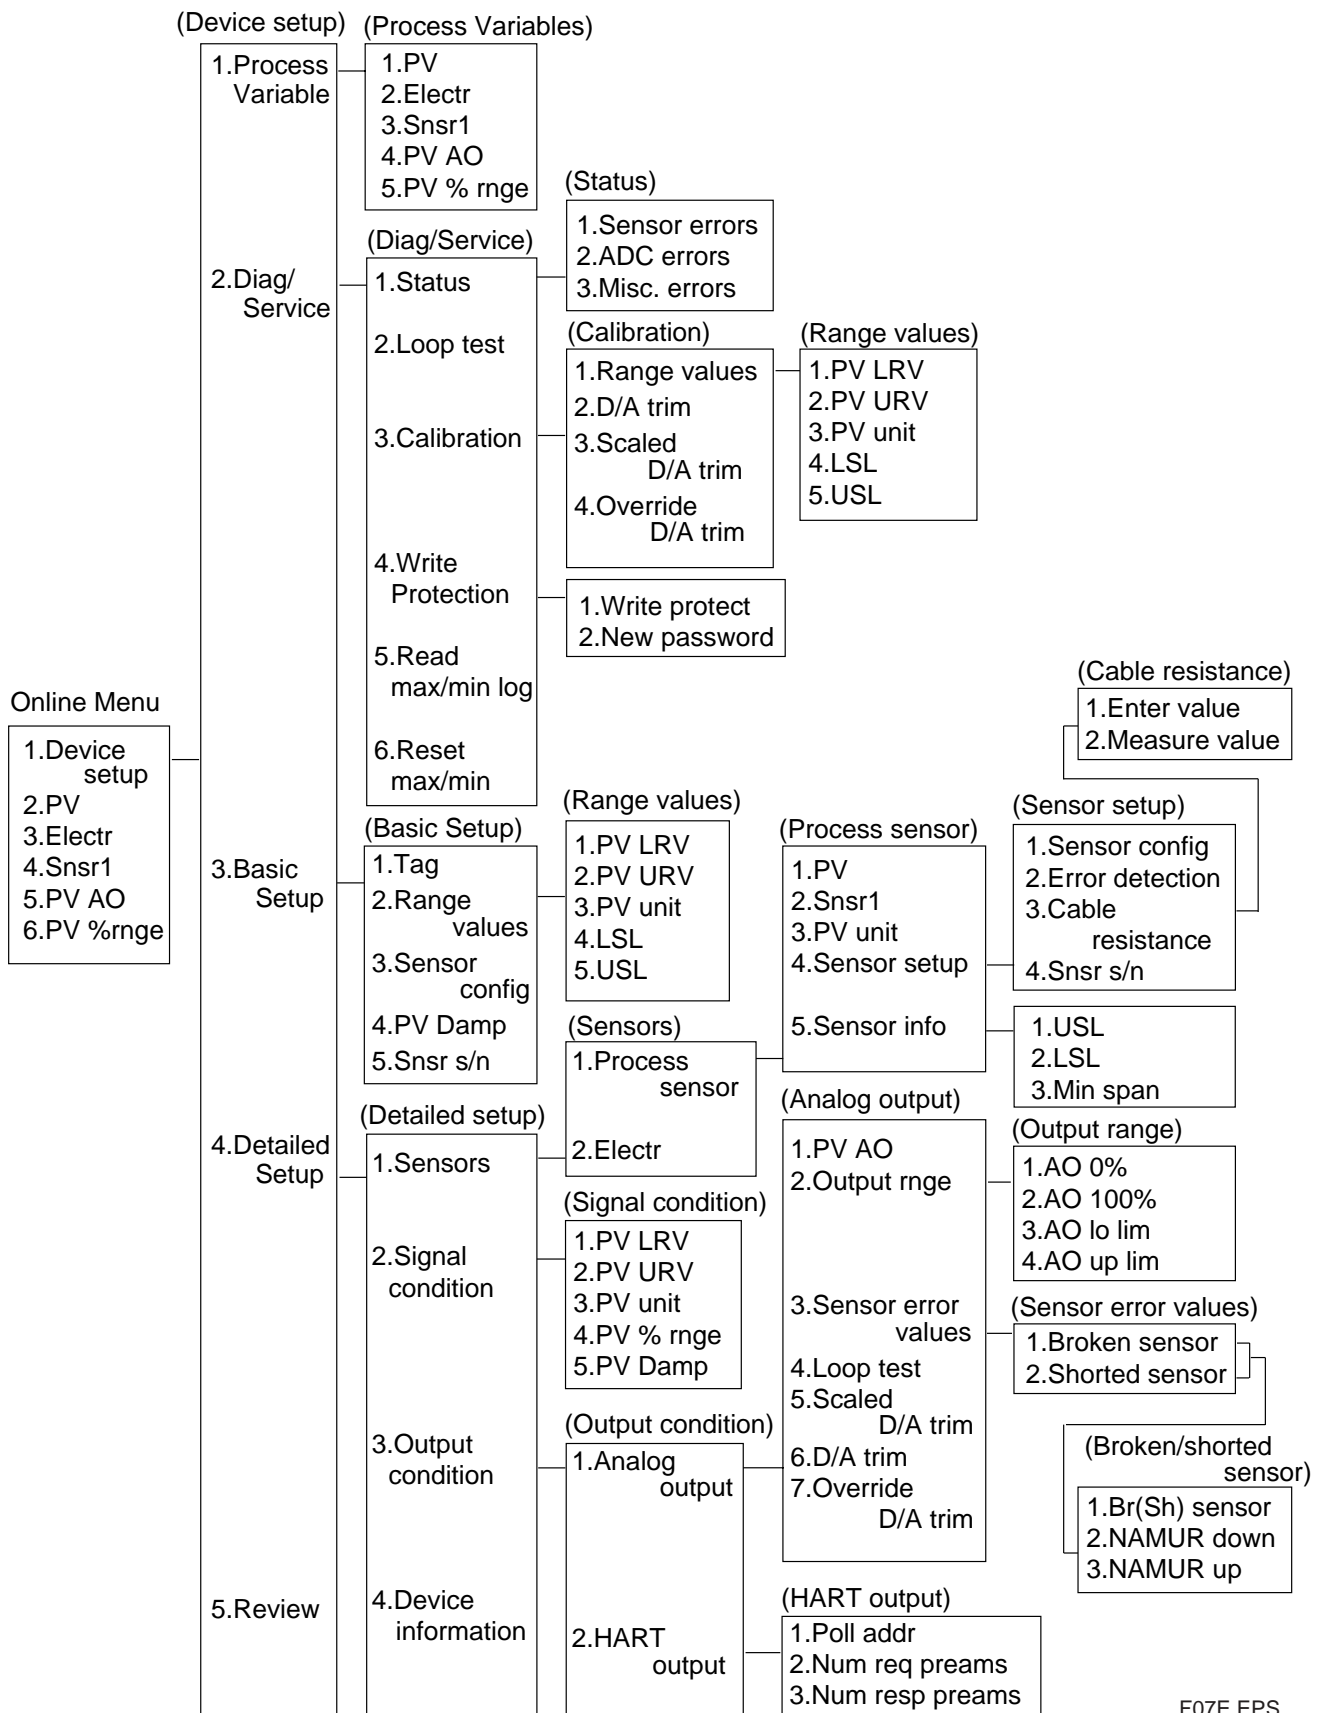 (Device setup)
1.Process
Variable
2.Diag/
Service
3.Basic
Setup
4.Detailed
Setup
5.Review
(Process Variables)
1.PV
2.Electr
3.Snsr1
4.PV AO
5.PV % rnge
(Diag/Service)
1.Status
2.Loop test
3.Calibration
4.Write
Protection
5.Read
max/min log
6.Reset
max/min
(Status)
1.Sensor errors
2.ADC errors
3.Misc. errors
(Calibration)
1.Range values
2.D/A trim
3.Scaled
D/A trim
4.Override
D/A trim
(Range values)
1.PV LRV
2.PV URV
3.PV unit
4.LSL
5.USL
1.Write protect
2.New password
Online Menu
1.Device
setup
2.PV
3.Electr
4.Snsr1
5.PV AO
6.PV %rnge
(Basic Setup)
1.Tag
2.Range
values
3.Sensor
config
4.PV Damp
5.Snsr s/n
(Range values)
1.PV LRV
2.PV URV
3.PV unit
4.LSL
5.USL
(Detailed setup)
1.Sensors
2.Signal
condition
3.Output
condition
4.Device
information
(Sensors)
1.Process
sensor
2.Electr
(Process sensor)
1.PV
2.Snsr1
3.PV unit
4.Sensor setup
5.Sensor info
(Sensor setup)
1.Sensor config
2.Error detection
3.Cable
resistance
4.Snsr s/n
(Cable resistance)
1.Enter value
2.Measure value
1.USL
2.LSL
3.Min span
(Signal condition)
1.PV LRV
2.PV URV
3.PV unit
4.PV % rnge
5.PV Damp
(Output condition)
1.Analog
output
2.HART
output
(Analog output)
1.PV AO
2.Output rnge
3.Sensor error
values
4.Loop test
5.Scaled
D/A trim
6.D/A trim
7.Override
D/A trim
(Output range)
1.AO 0%
2.AO 100%
3.AO lo lim
4.AO up lim
(Sensor error values)
1.Broken sensor
2.Shorted sensor
(Broken/shorted
sensor)
1.Br(Sh) sensor
2.NAMUR down
3.NAMUR up
(HART output)
1.Poll addr
2.Num req preams
3.Num resp preams